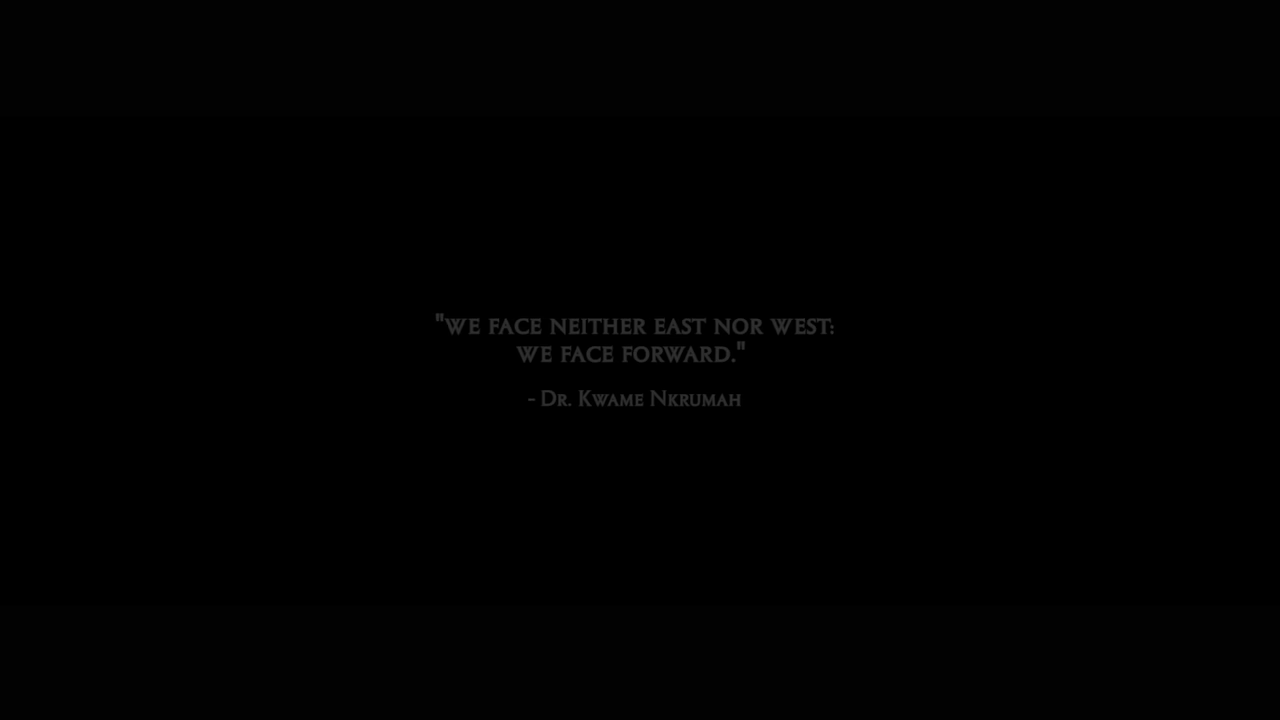 "WE FACE NEITHER EAST NOR WEST:
WE FACE FORWARD."
- DR. KWAME NKRUMAH